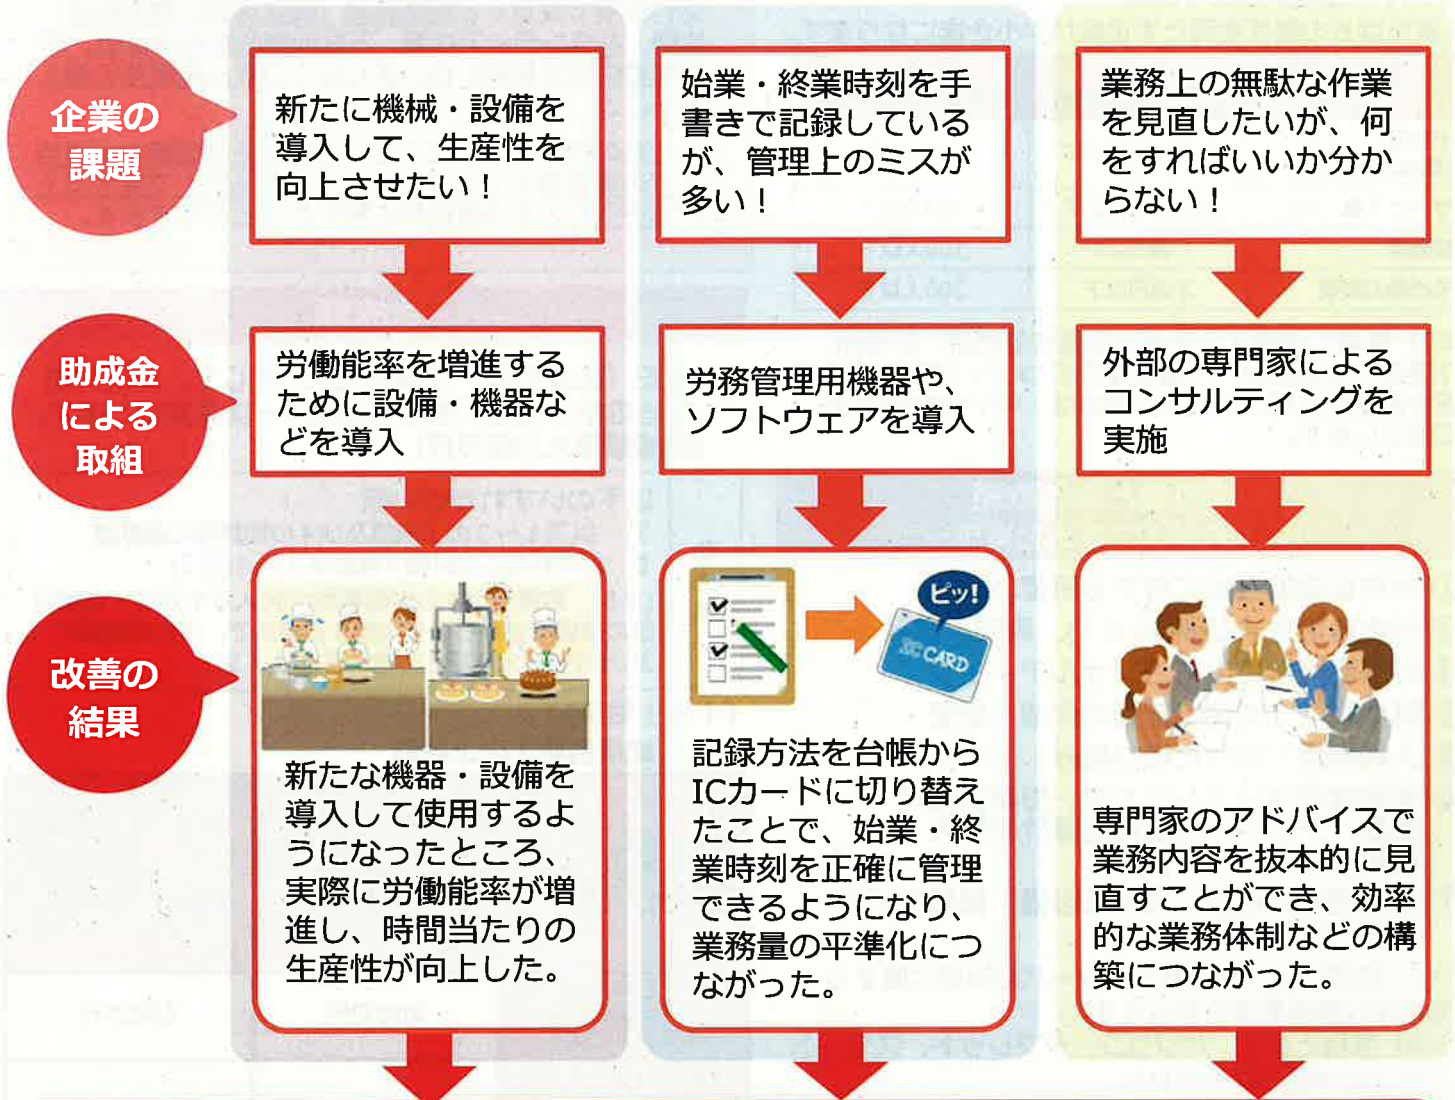 企業の
課題
新たに機械・設備を
導入して、生産性を
向上させたい！
始業・終業時刻を手
書きで記録している
が、管理上のミスが
多い！
業務上の無駄な作業
を見直したいが、何
をすればいいか分か
らない！
助成金
による
取組
労働能率を増進する
ために設備・機器な
どを導入
労務管理用機器や、
ソフトウェアを導入
外部の専門家による
コンサルティングを
実施
改善の
結果
新たな機器・設備を
導入して使用するよ
うになったところ、
実際に労働能率が増
進し、時間当たりの
生産性が向上した。
ピッ!
IC CARD
記録方法を台帳から
ICカードに切り替え
たことで、始業・終
業時刻を正確に管理
できるようになり、
業務量の平準化につ
ながった。
専門家のアドバイスで
業務内容を抜本的に見
直すことができ、効率
的な業務体制などの構
築につながった。